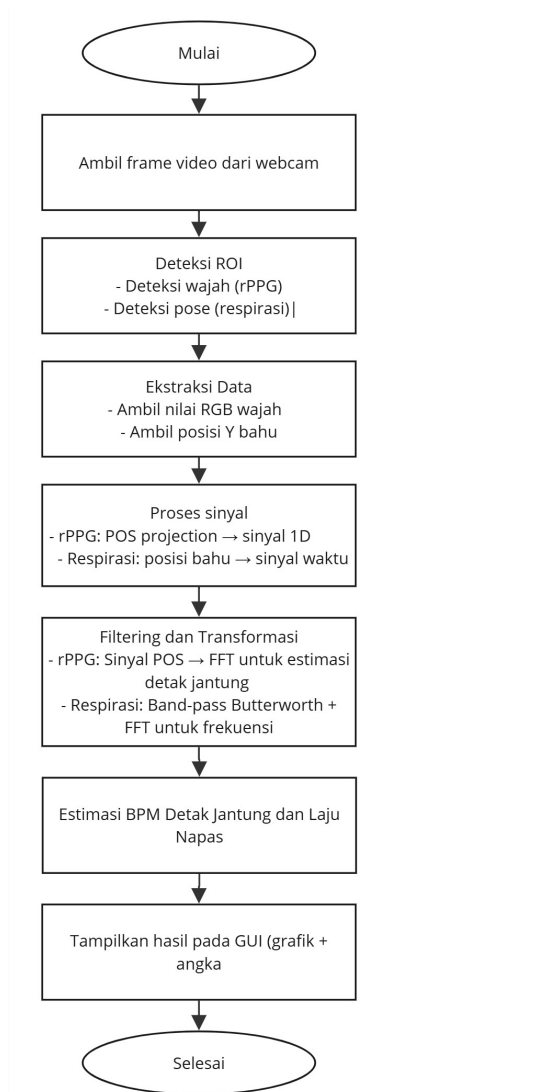 Mulai
Ambil frame video dari webcam
Deteksi ROI
- Deteksi wajah (rPPG)
- Deteksi pose (respirasi)|
Ekstraksi Data
- Ambil nilai RGB wajah
- Ambil posisi Y bahu
Proses sinyal
- rPPG: POS projection → sinyal 1D
- Respirasi: posisi bahu → sinyal waktu
Filtering dan Transformasi
- rPPG: Sinyal POS → FFT untuk estimasi
detak jantung
- Respirasi: Band-pass Butterworth +
FFT untuk frekuensi
Estimasi BPM Detak Jantung dan Laju
Napas
Tampilkan hasil pada GUI (grafik +
angka
Selesai